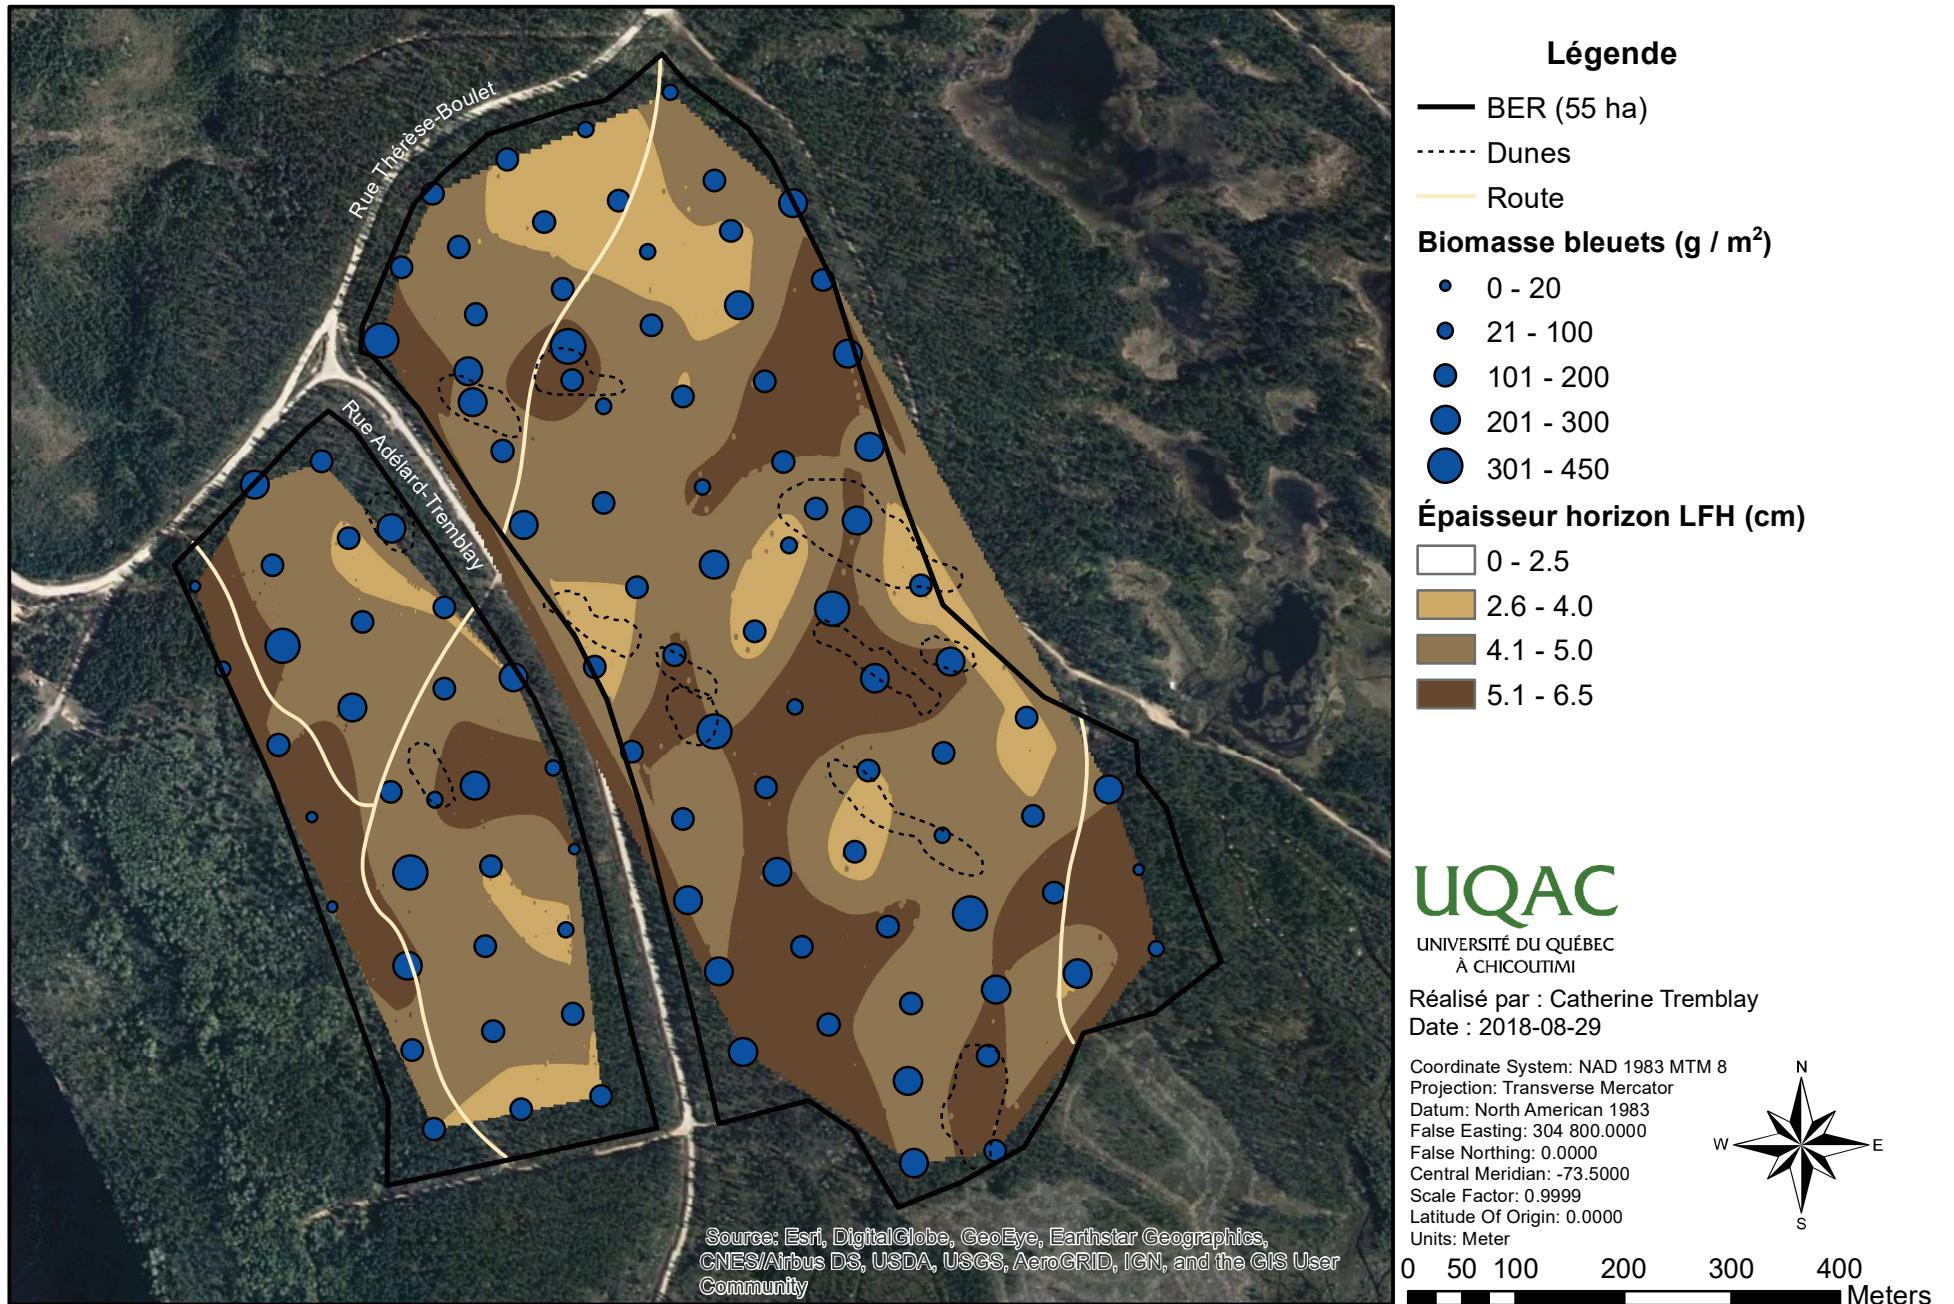 Rue Thérèse-Boulet
Rue Adélard-Tremblay
Source: Esri, DigitalGlobe, GeoEye, Earthstar Geographics,
CNES/Airbus DS, USDA, USGS, AeroGRID, IGN, and the GIS User
Community
Légende
BER (55 ha)
Dunes
Route
Biomasse bleuets (g / m²)
0 - 20
21 - 100
101 - 200
201 - 300
301 - 450
Épaisseur horizon LFH (cm)
0 - 2.5
2.6 - 4.0
4.1 - 5.0
5.1 - 6.5
UQAC
UNIVERSITÉ DU QUÉBEC
À CHICOUTIMI
Réalisé par : Catherine Tremblay
Date : 2018-08-29
Coordinate System: NAD 1983 MTM 8
Projection: Transverse Mercator
Datum: North American 1983
False Easting: 304 800.0000
False Northing: 0.0000
Central Meridian: -73.5000
Scale Factor: 0.9999
Latitude Of Origin: 0.0000
Units: Meter
N
W E
S
0 50 100 200 300 400
Meters